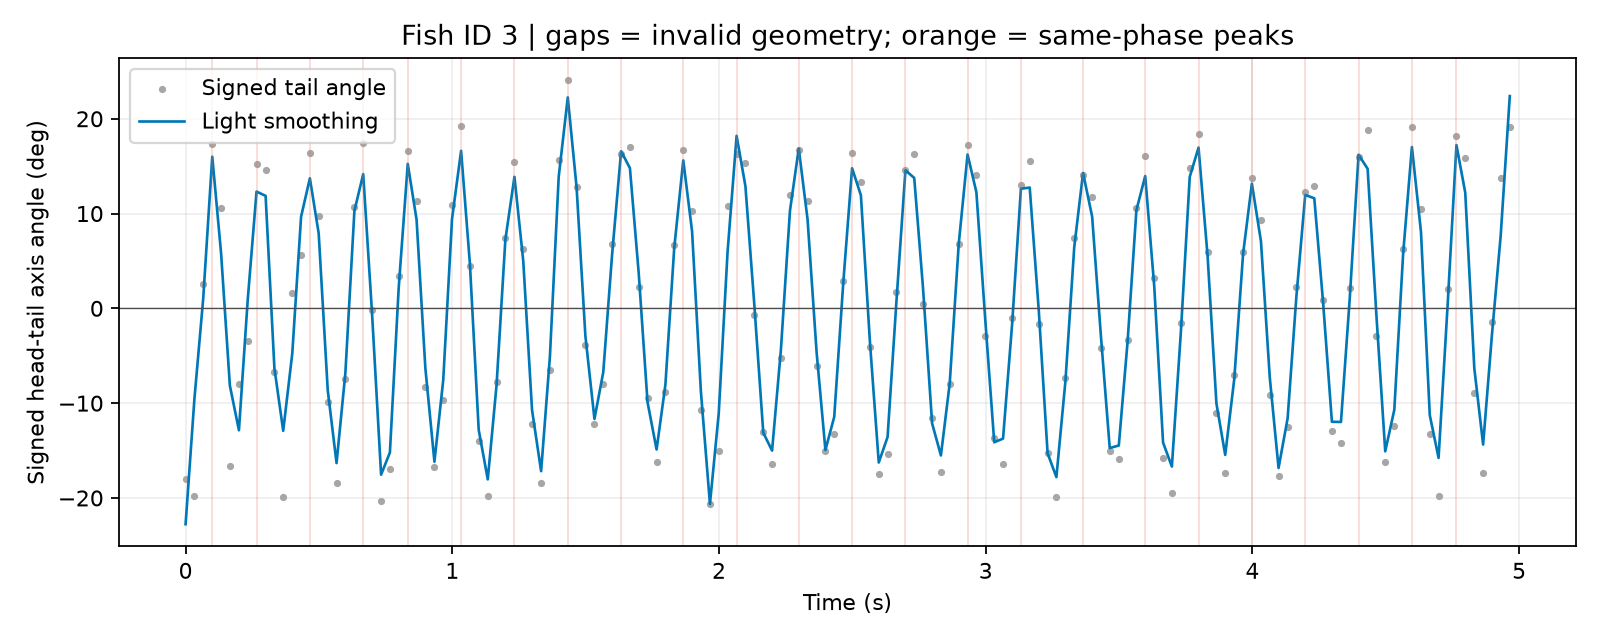 Fish ID 3 | gaps = invalid geometry; orange = same-phase peaks
Signed tail angle
Light smoothing
Signed head-tail axis angle (deg)
20
10
0
−10
−20
0 1 2 3 4 5
Time (s)